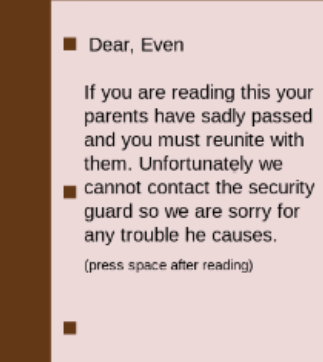 Dear, Even
If you are reading this your
parents have sadly passed
and you must reunite with
them. Unfortunately we
cannot contact the security
guard so we are sorry for
any trouble he causes.
(press space after reading)